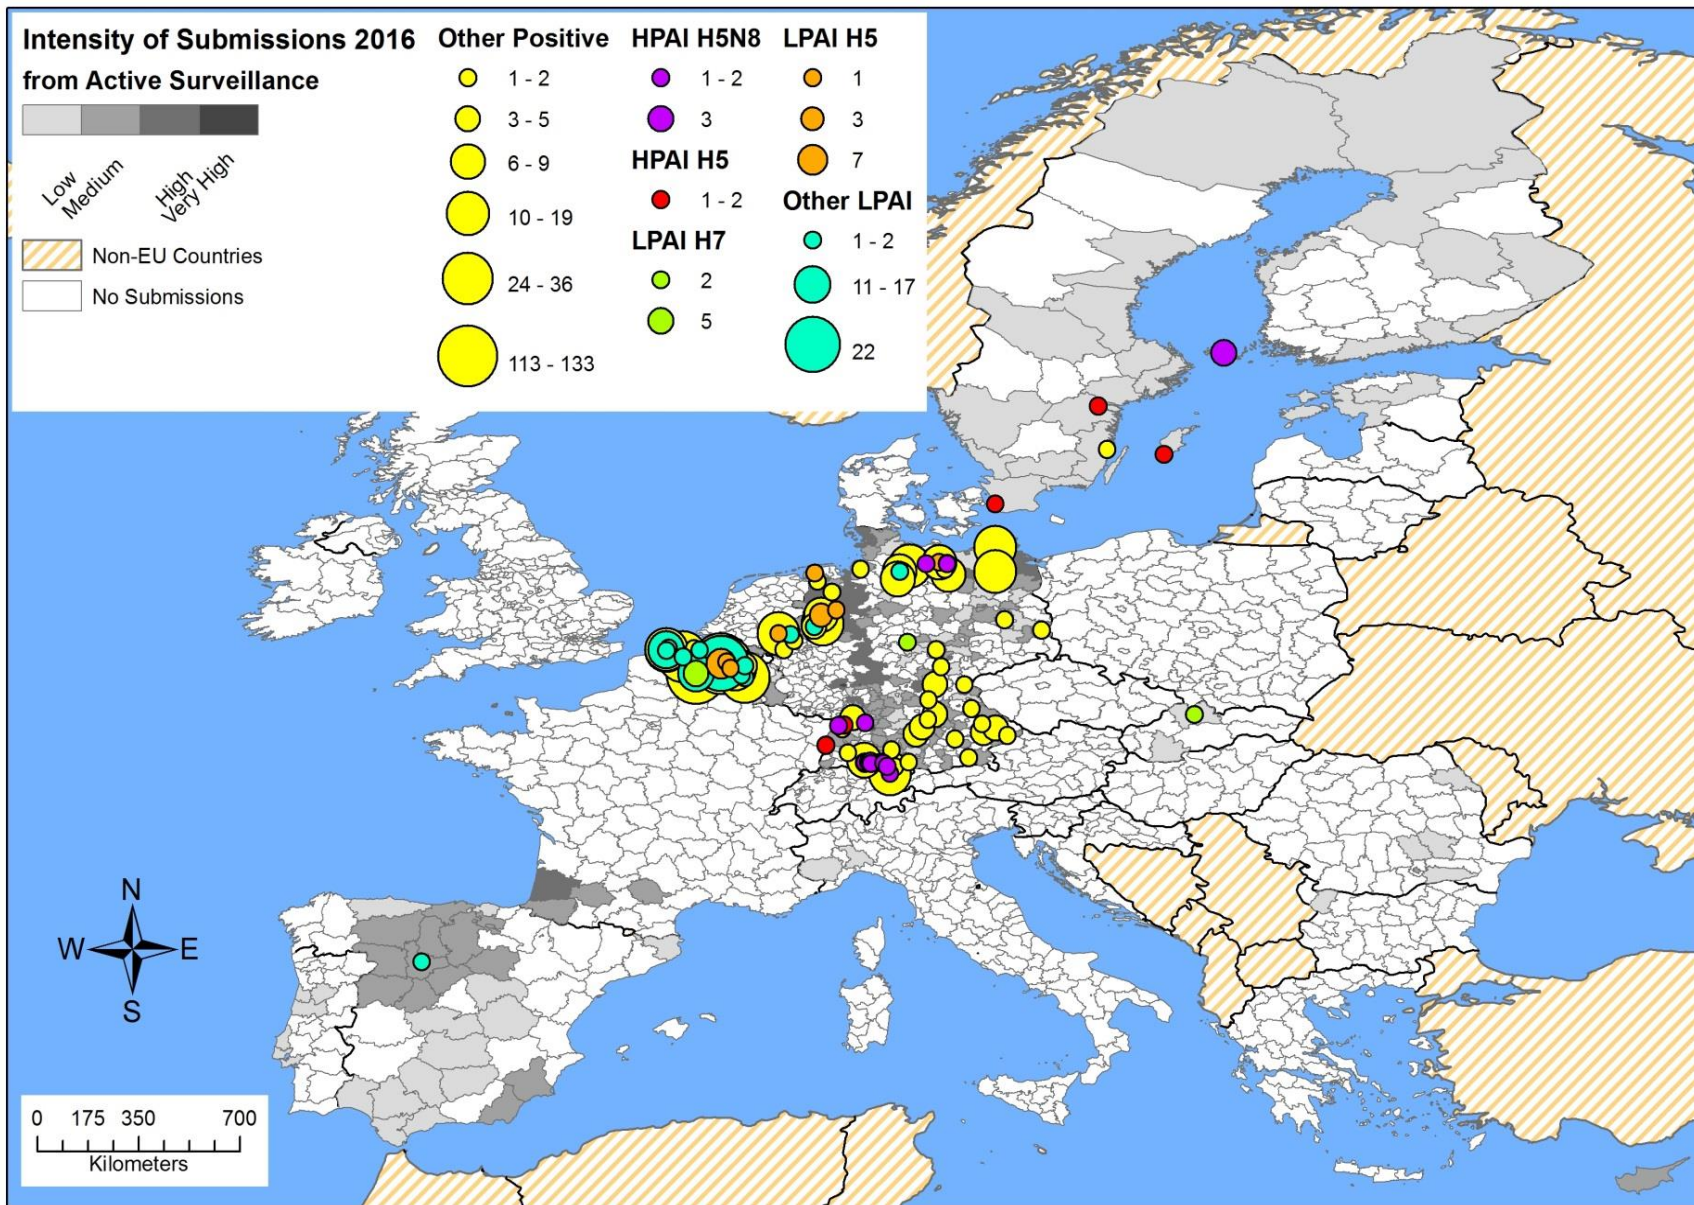 Intensity of Submissions 2016
from Active Surveillance
Low
Medium
High
Very High
Non-EU Countries
No Submissions
Other Positive
1 - 2
3 - 5
6 - 9
10 - 19
24 - 36
113 - 133
HPAI H5N8
1 - 2
3
HPAI H5
1 - 2
LPAI H7
2
5
LPAI H5
1
3
7
Other LPAI
1 - 2
11 - 17
22
N
W E
S
0 175 350 700
Kilometers